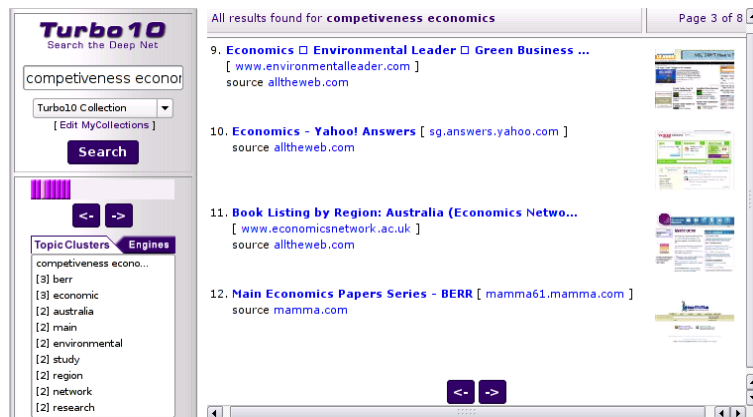 Turbo10
Search the Deep Net
competiveness econor
Turbo10 Collection
[ Edit MyCollections ]
Search
<- ->
Topic Clusters Engines
competiveness econo...
[3] berr
[3] economic
[2] australia
[2] main
[2] environmental
[2] study
[2] region
[2] network
[2] research
All results found for competiveness economics Page 3 of 8
9. Economics □ Environmental Leader □ Green Business ...
[ www.environmentalleader.com ]
source alltheweb.com
10. Economics - Yahoo! Answers [ sg.answers.yahoo.com ]
source alltheweb.com
11. Book Listing by Region: Australia (Economics Netwo...
[ www.economicsnetwork.ac.uk ]
source alltheweb.com
12. Main Economics Papers Series - BERR [ mamma61.mamma.com ]
source mamma.com
<- ->